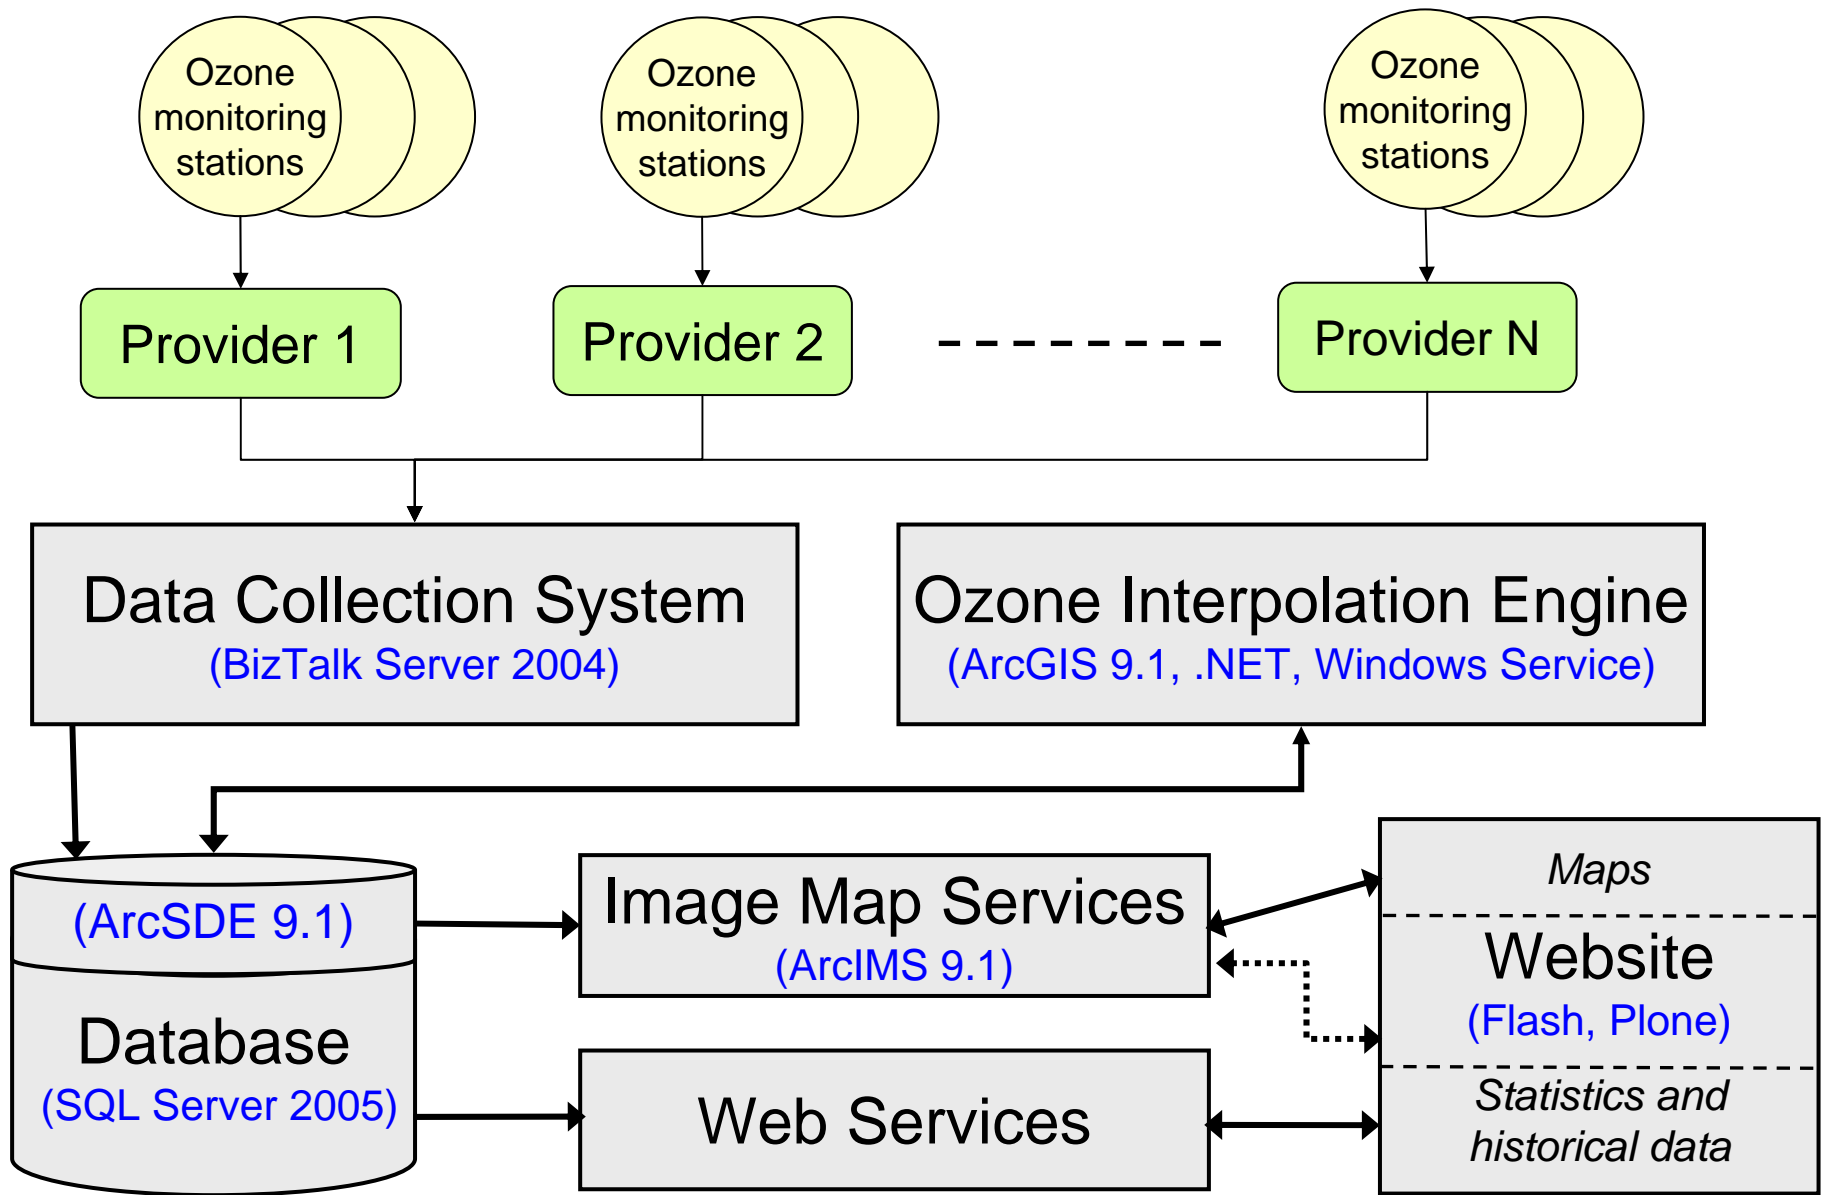 Ozone
monitoring
stations
Ozone
monitoring
stations
Ozone
monitoring
stations
Provider 1
Provider 2
Provider N
Data Collection System
(BizTalk Server 2004)
Ozone Interpolation Engine
(ArcGIS 9.1, .NET, Windows Service)
(ArcSDE 9.1)
Database
(SQL Server 2005)
Image Map Services
(ArcIMS 9.1)
Web Services
Maps
Website
(Flash, Plone)
Statistics and
historical data